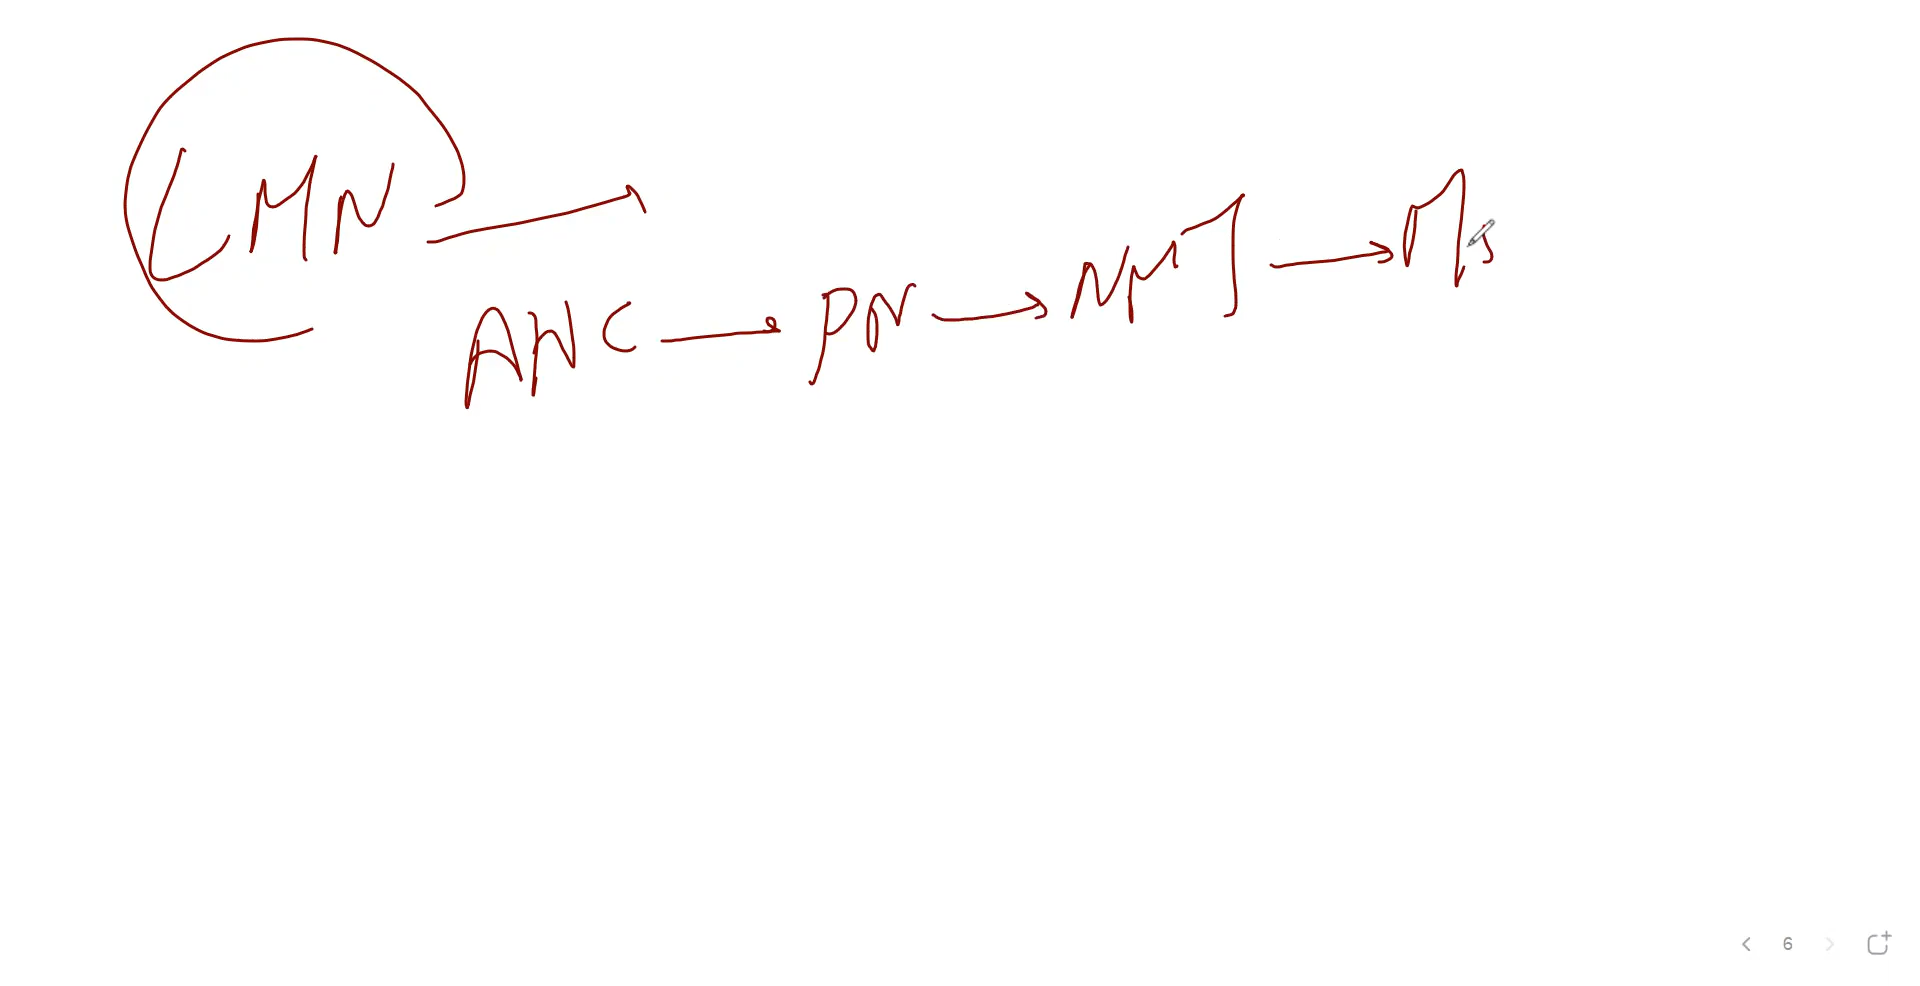 LMN →
ANC → PN → NMJ → Ms
6